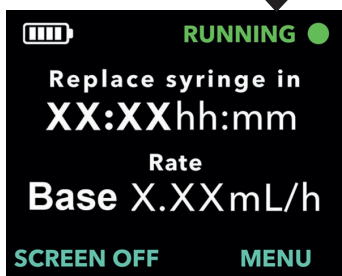 RUNNING
Replace syringe in
XX:XXhh:mm
Rate
Base X.XXmL/h
SCREEN OFF MENU